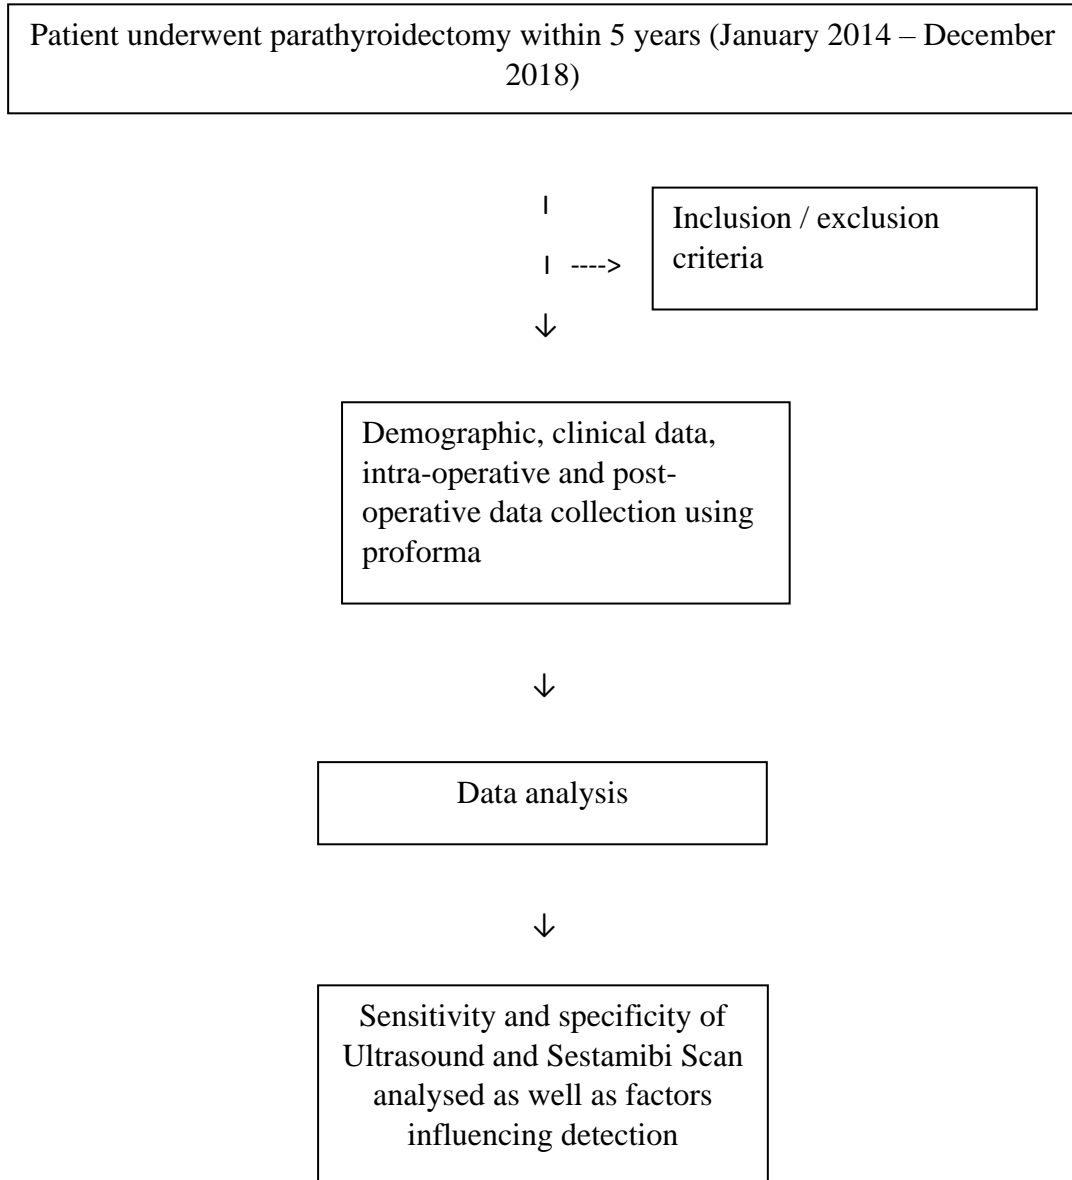 Patient underwent parathyroidectomy within 5 years (January 2014 – December
2018)
Inclusion / exclusion
criteria
Demographic, clinical data,
intra-operative and post-
operative data collection using
proforma
Data analysis
Sensitivity and specificity of
Ultrasound and Sestamibi Scan
analysed as well as factors
influencing detection